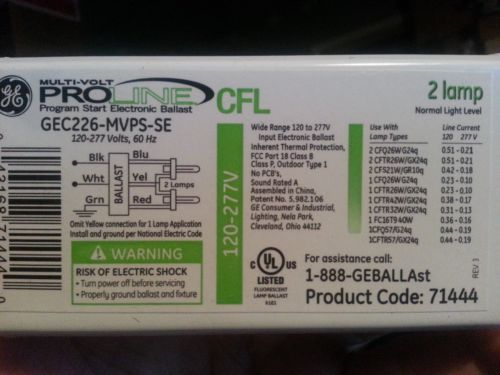 GE
MULTI-VOLT
PROLINE
Program Start Electronic Ballast
CFL
2 lamp
Normal Light Level
GEC226-MVPS-SE
120-277 Volts, 60 Hz
Blk
Wht
Grn
BALLAST
Blu
Yel
Red
2 Lamps
Omit Yellow connection for 1 Lamp Application
Install and ground per National Electric Code
WARNING
RISK OF ELECTRIC SHOCK
• Turn power off before servicing
• Properly ground ballast and fixture
120-277V
Wide Range 120 to 277V
Input Electronic Ballast
Inherent Thermal Protection,
FCC Part 18 Class B
Class P, Outdoor Type 1
No PCB's,
Sound Rated A
Assembled in China,
Patent No. 5,982,106
GE Consumer & Industrial,
Lighting, Nela Park,
Cleveland, Ohio 44112
Use With Line Current
Lamp Types 120 277 V
2 CFQ26W G24q 0.51 - 0.21
2 CFTR26W/GX24q 0.51 - 0.21
2 CFS21W/GR10q 0.42 - 0.18
1 CFQ26W G24q 0.23 - 0.10
1 CFTR26W/GX24q 0.23 - 0.10
1 CFTR42W/GX24q 0.38 - 0.17
1 CFTR32W/GX24q 0.31 - 0.13
1 FC16T9 40W 0.36 - 0.16
1CFQ57/G24q 0.44 - 0.19
1CFTR57/GX24q 0.44 - 0.19
C UL US
LISTED
FLUORESCENT
LAMP BALLAST
For assistance call:
1-888-GEBALLAst
Product Code: 71444
REV 3